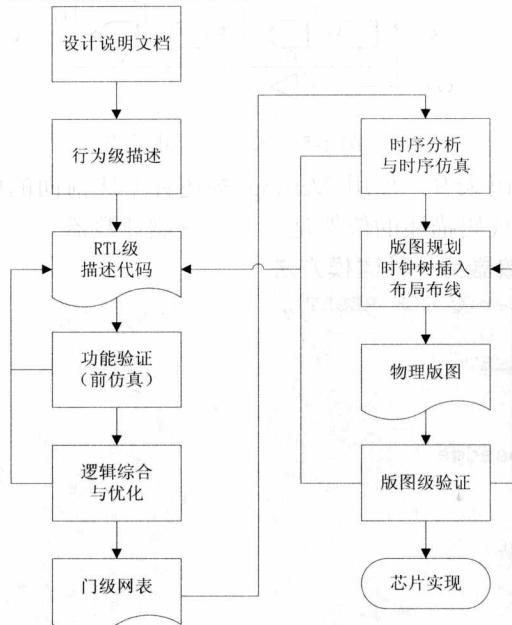 设计说明文档
行为级描述
RTL级
描述代码
功能验证
（前仿真）
逻辑综合
与优化
门级网表
时序分析
与时序仿真
版图规划
时钟树插入
布局布线
物理版图
版图级验证
芯片实现